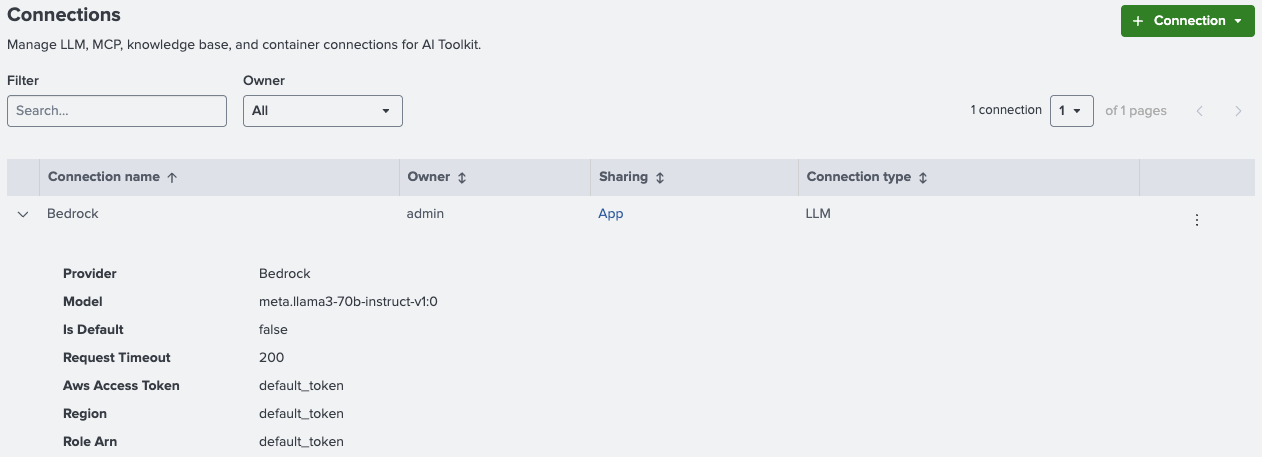 Connections
+ Connection
Manage LLM, MCP, knowledge base, and container connections for AI Toolkit.
Filter Owner
Search... All 1 connection 1 of 1 pages
Connection name Owner Sharing Connection type
Bedrock admin App LLM
Provider Bedrock
Model meta.llama3-70b-instruct-v1:0
Is Default false
Request Timeout 200
Aws Access Token default_token
Region default_token
Role Arn default_token